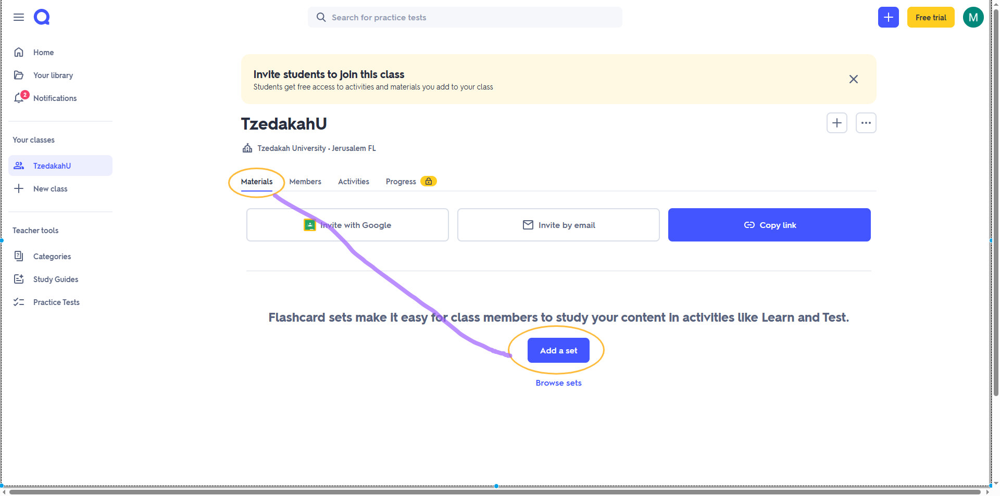 Search for practice tests
Free trial
M
Home
Your library
2
Notifications
Your classes
TzedakahU
New class
Teacher tools
Categories
Study Guides
Practice Tests
Invite students to join this class
Students get free access to activities and materials you add to your class
TzedakahU
Tzedakah University • Jerusalem FL
Materials Members Activities Progress
Invite with Google Invite by email Copy link
Flashcard sets make it easy for class members to study your content in activities like Learn and Test.
Add a set
Browse sets